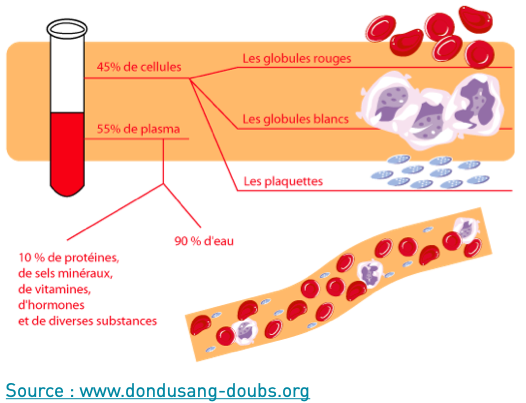 45% de cellules
Les globules rouges
Les globules blancs
55% de plasma
Les plaquettes
90 % d'eau
10 % de protéines,
de sels minéraux,
de vitamines,
d'hormones
et de diverses substances
Source : www.dondusang-doubs.org